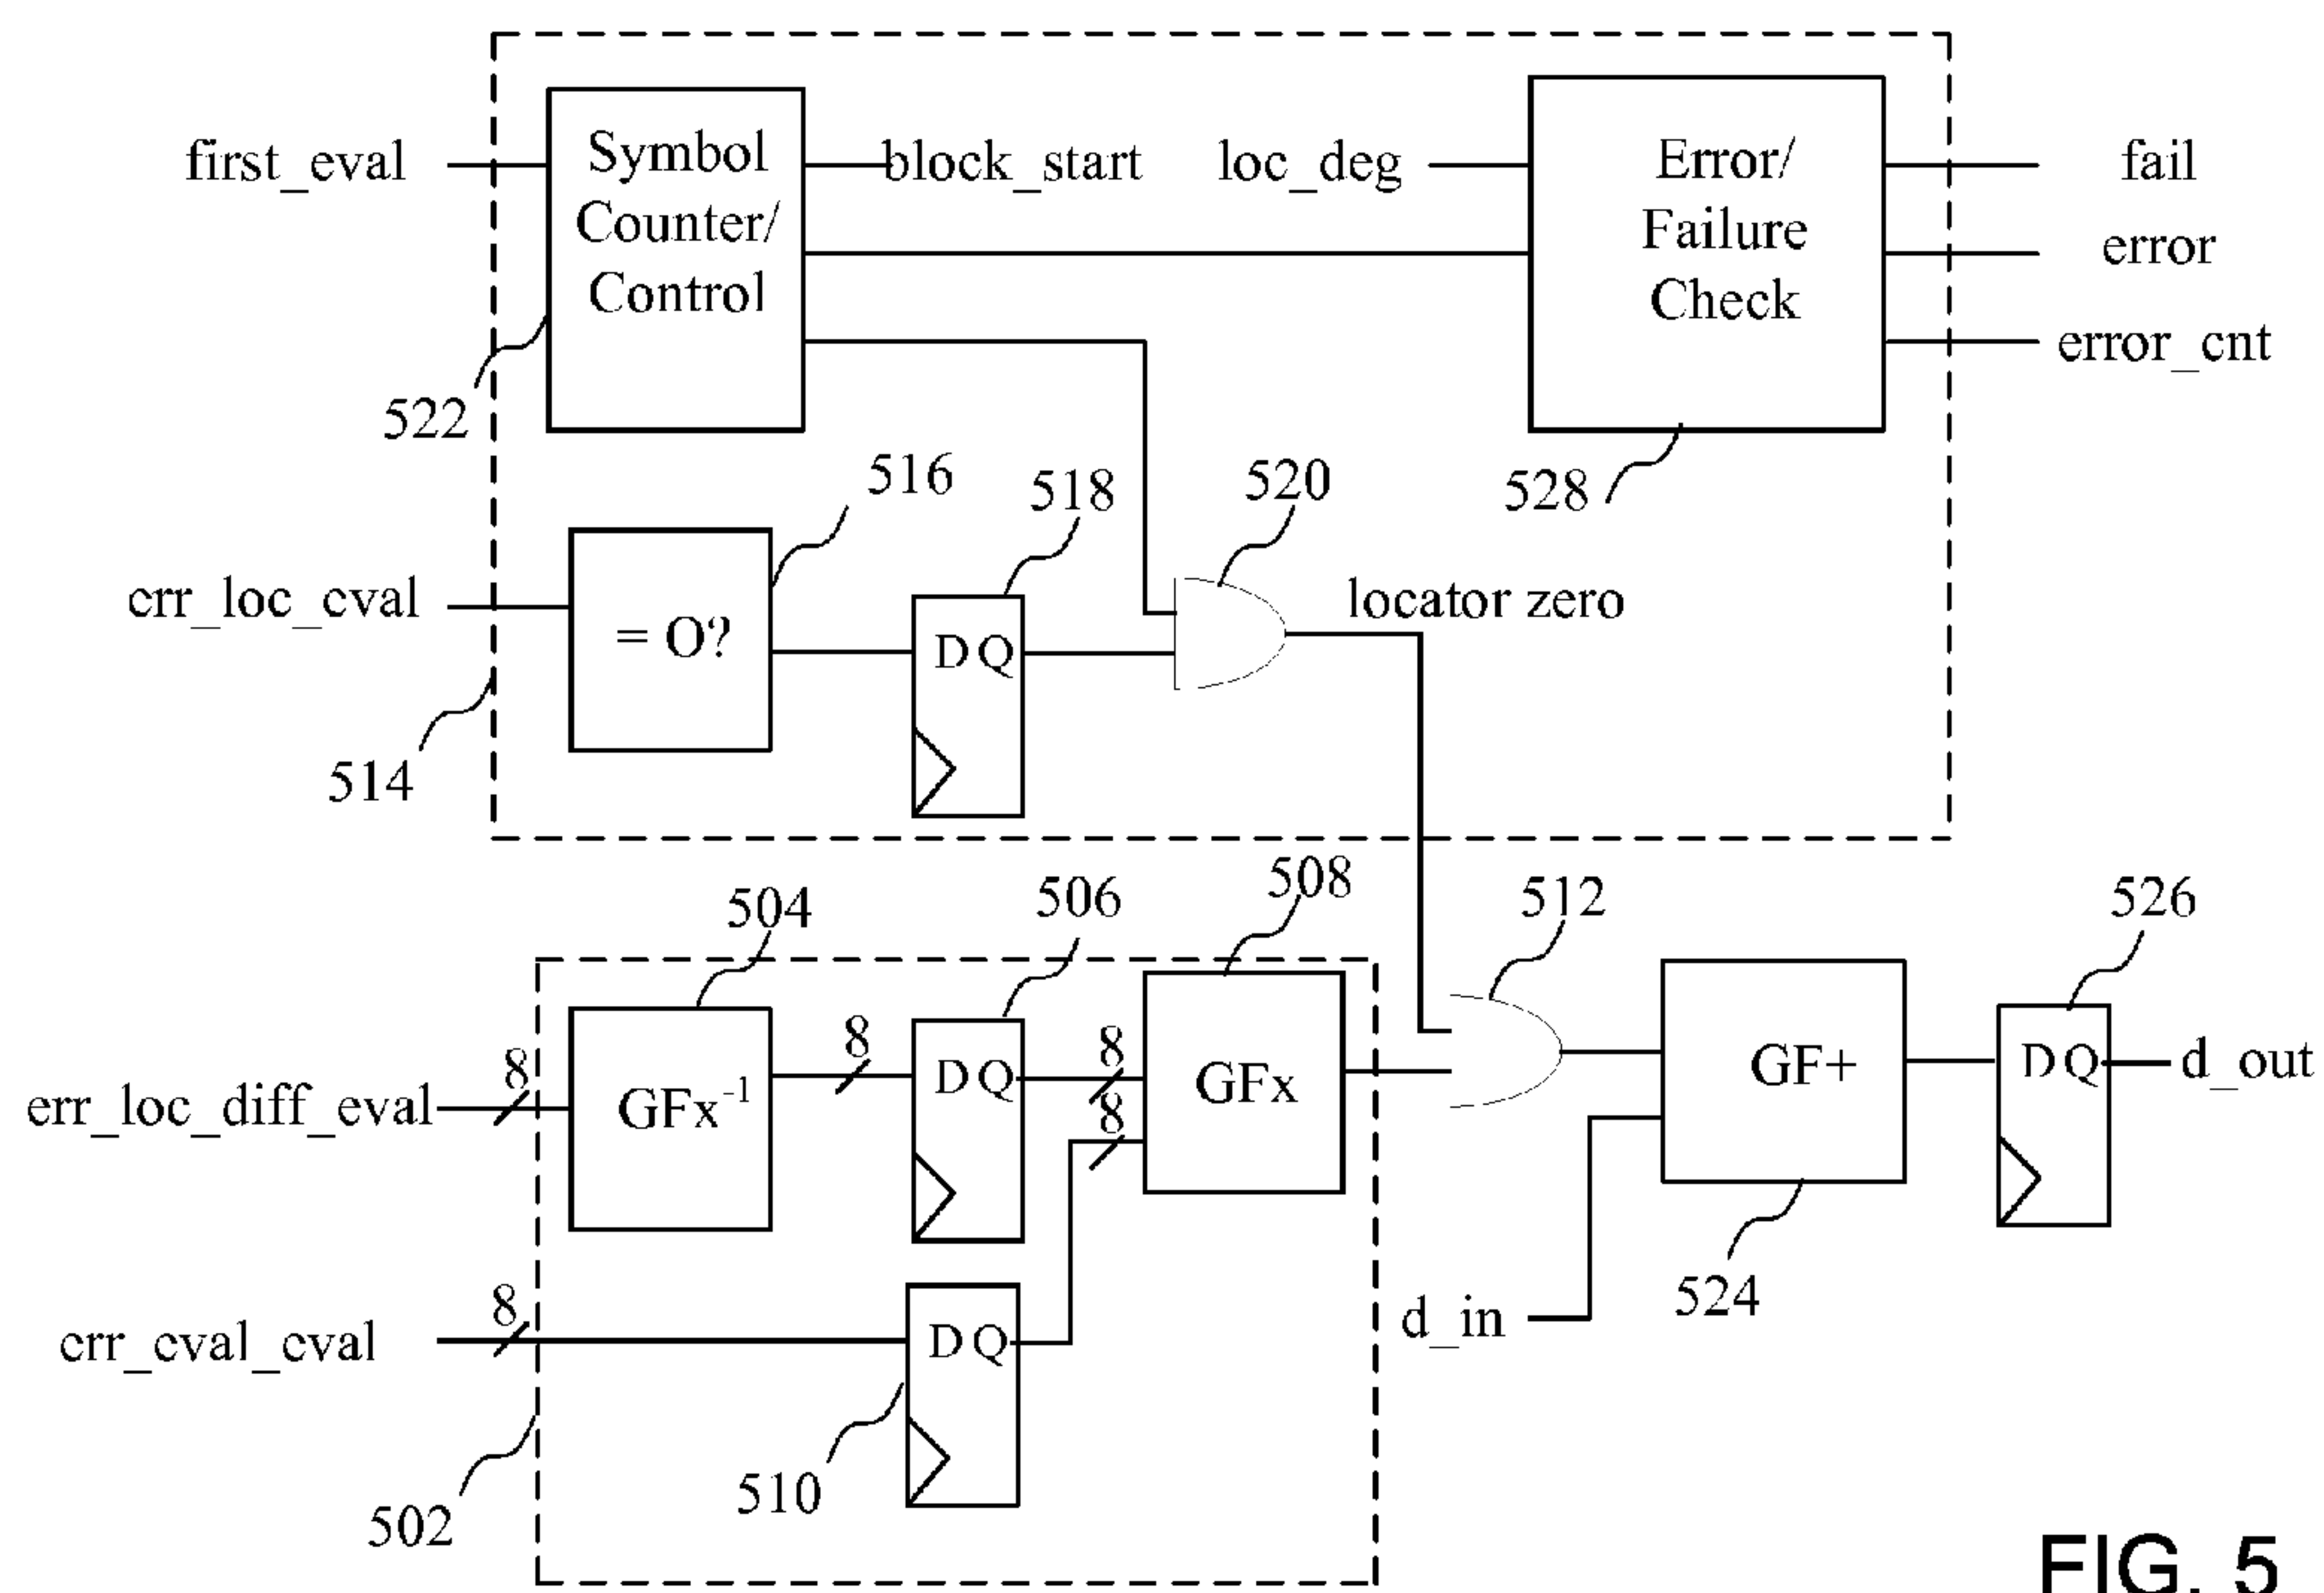 first_eval
Symbol
Counter/
Control
block_start
loc_deg
Error/
Failure
Check
fail
error
error_cnt
522
516
518
520
528
err_loc_eval
= O?
D Q
locator zero
514
504
506
508
512
526
err_loc_diff_eval
8
GFx-1
8
D Q
8
8
GFx
GF+
D Q
d_out
err_eval_eval
8
D Q
d_in
524
510
502
FIG. 5